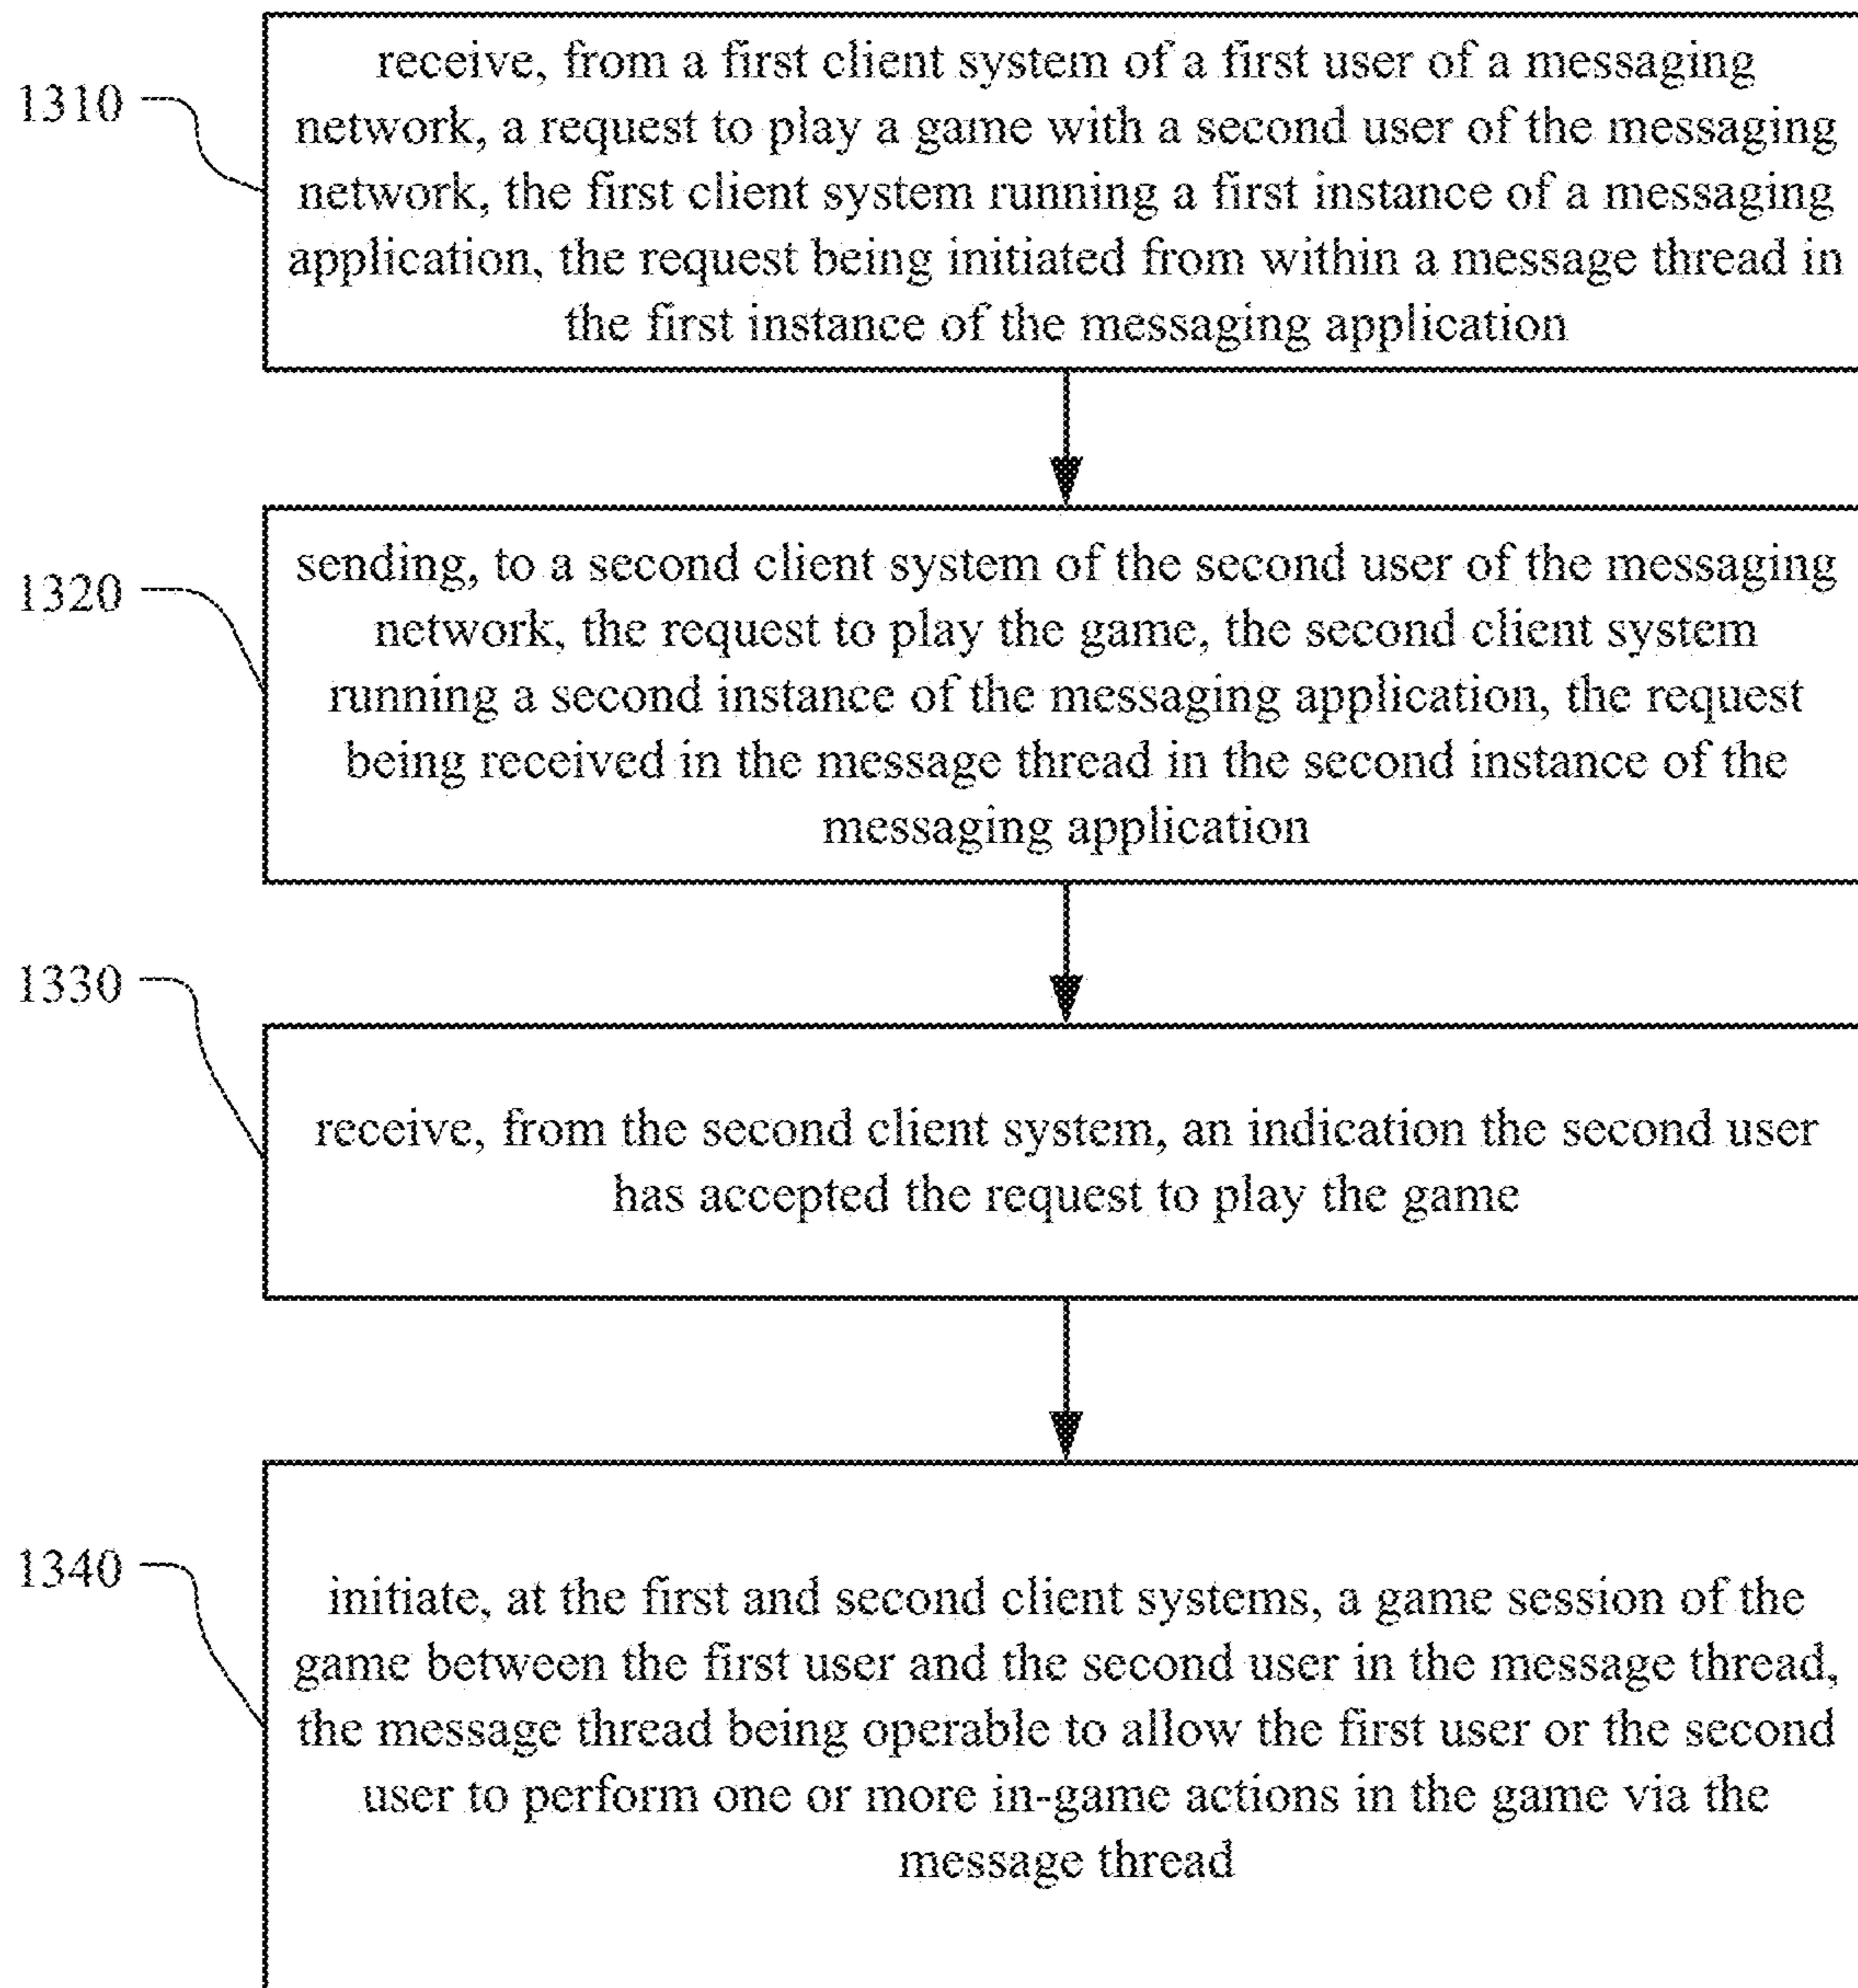 1310
receive, from a first client system of a first user of a messaging
network, a request to play a game with a second user of the messaging
network, the first client system running a first instance of a messaging
application, the request being initiated from within a message thread in
the first instance of the messaging application
1320
sending, to a second client system of the second user of the messaging
network, the request to play the game, the second client system
running a second instance of the messaging application, the request
being received in the message thread in the second instance of the
messaging application
1330
receive, from the second client system, an indication the second user
has accepted the request to play the game
1340
initiate, at the first and second client systems, a game session of the
game between the first user and the second user in the message thread,
the message thread being operable to allow the first user or the second
user to perform one or more in-game actions in the game via the
message thread